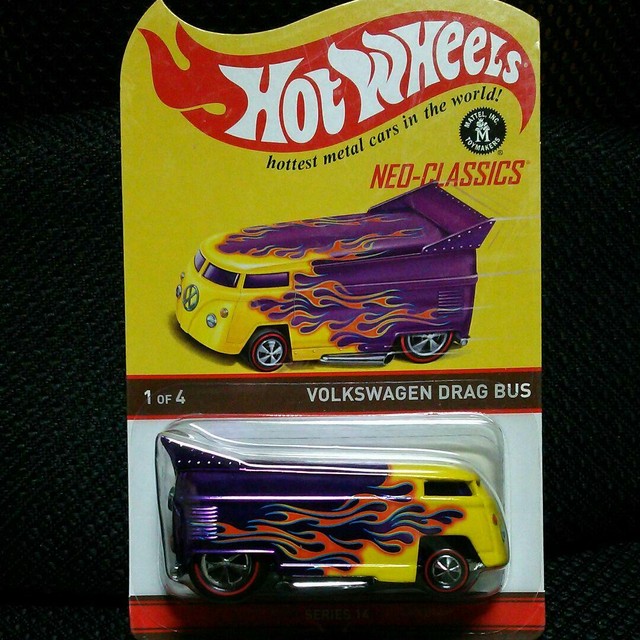 Hot Wheels
hottest metal cars in the world!
MATTEL, INC.
M
TOYMAKERS
NEO-CLASSICS
1 OF 4
VOLKSWAGEN DRAG BUS
SERIES 14